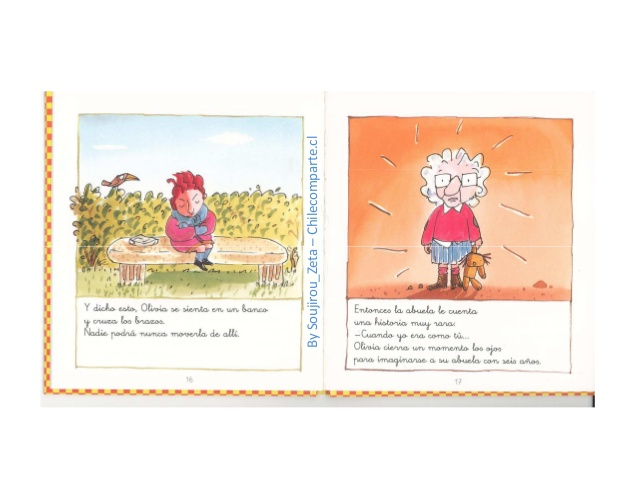 Y dicho esto, Olivia se sienta en un banco
y cruza los brazos.
Nadie podrá nunca moverla de allí.
16
By Soujirou_Zeta – Chilecomparte.cl
Entonces la abuela le cuenta
una historia muy rara:
–Cuando yo era como tú...
Olivia cierra un momento los ojos
para imaginarse a su abuela con seis años.
17